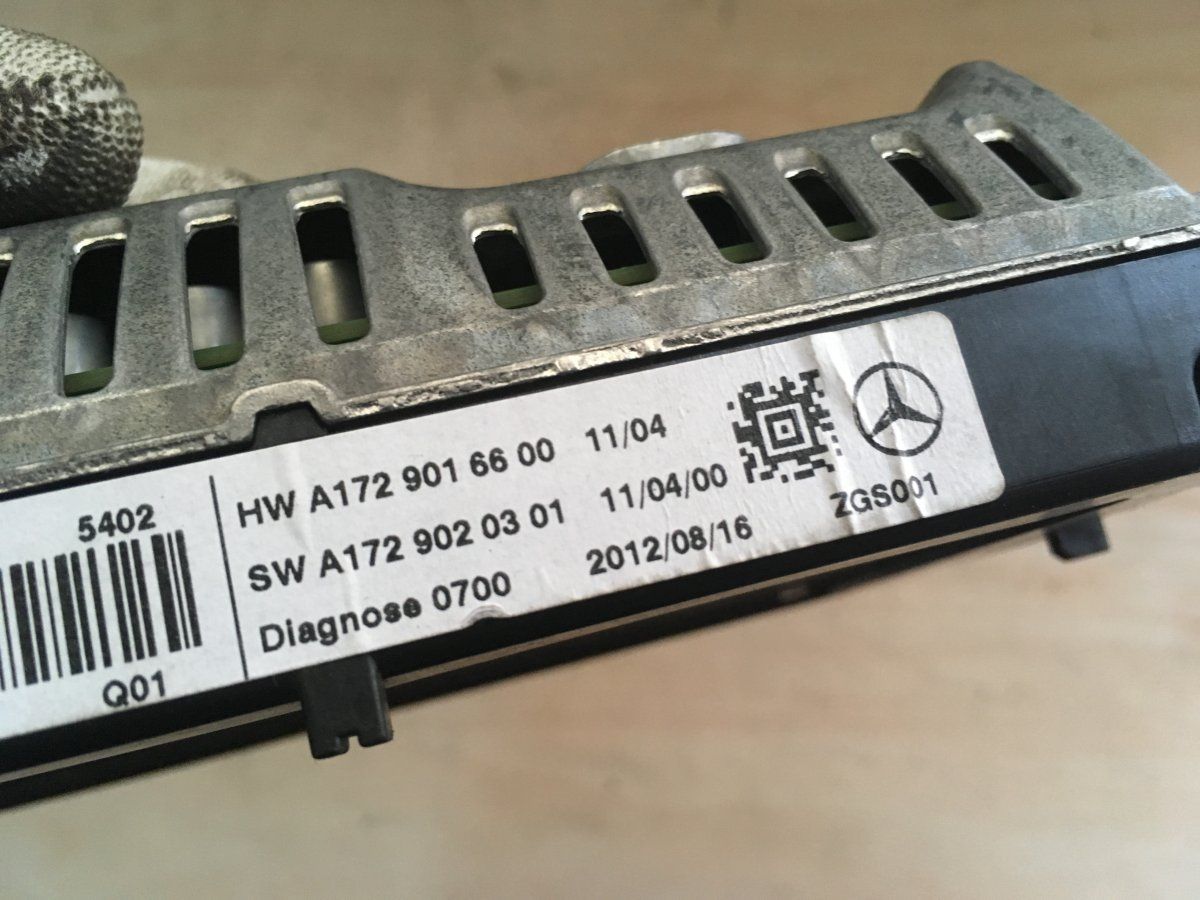 5402
Q01
HW A172 901 66 00 11/04
SW A172 902 03 01 11/04/00
Diagnose 0700 2012/08/16
ZGS001